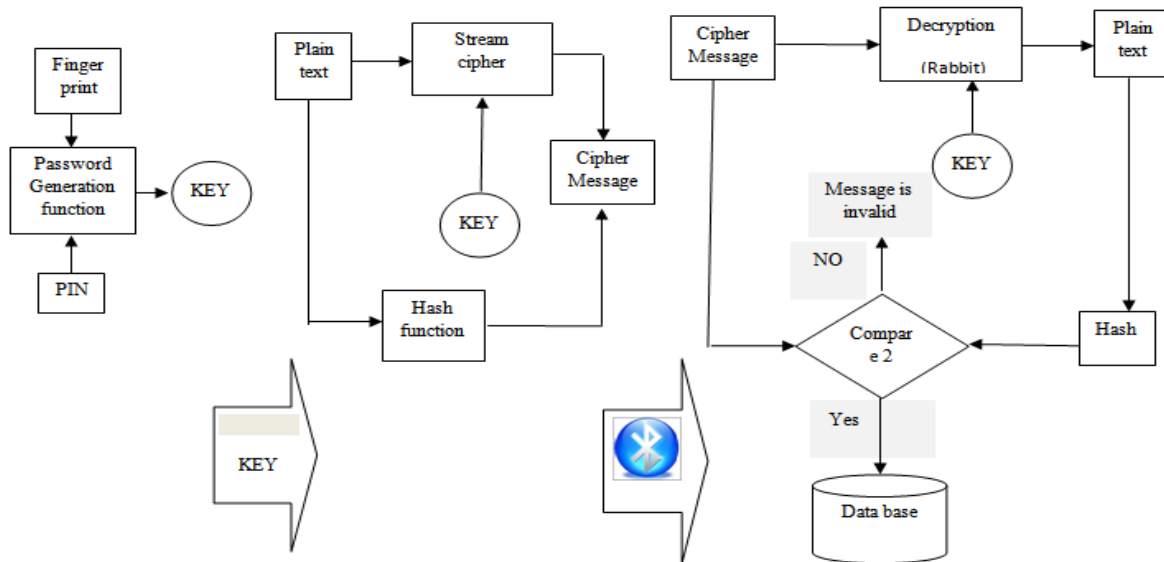 Finger
print
Password
Generation
function
KEY
PIN
KEY
Plain
text
Stream
cipher
KEY
Cipher
Message
Hash
function
Cipher
Message
Decryption
(Rabbit)
Plain
text
KEY
Message is
invalid
NO
Compar
e 2
Hash
Yes
Data base